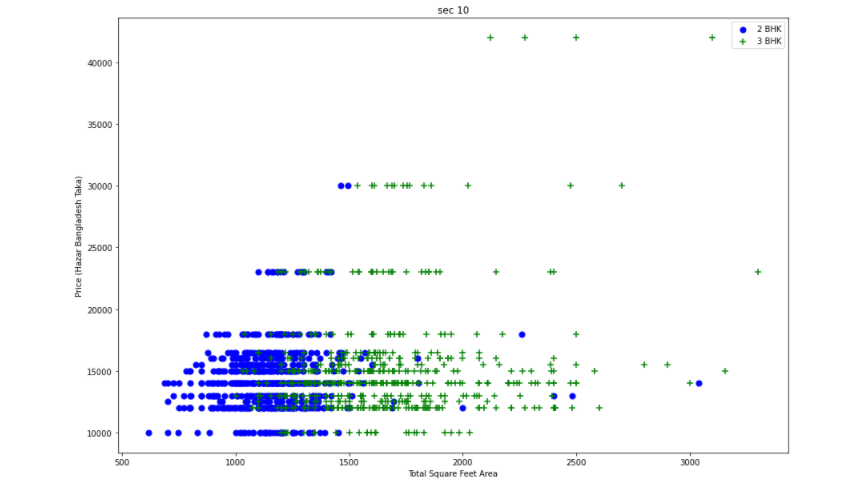 sec 10
2 BHK
3 BHK
Price (Hazar Bangladesh Taka)
40000
35000
30000
25000
20000
15000
10000
500 1000 1500 2000 2500 3000
Total Square Feet Area